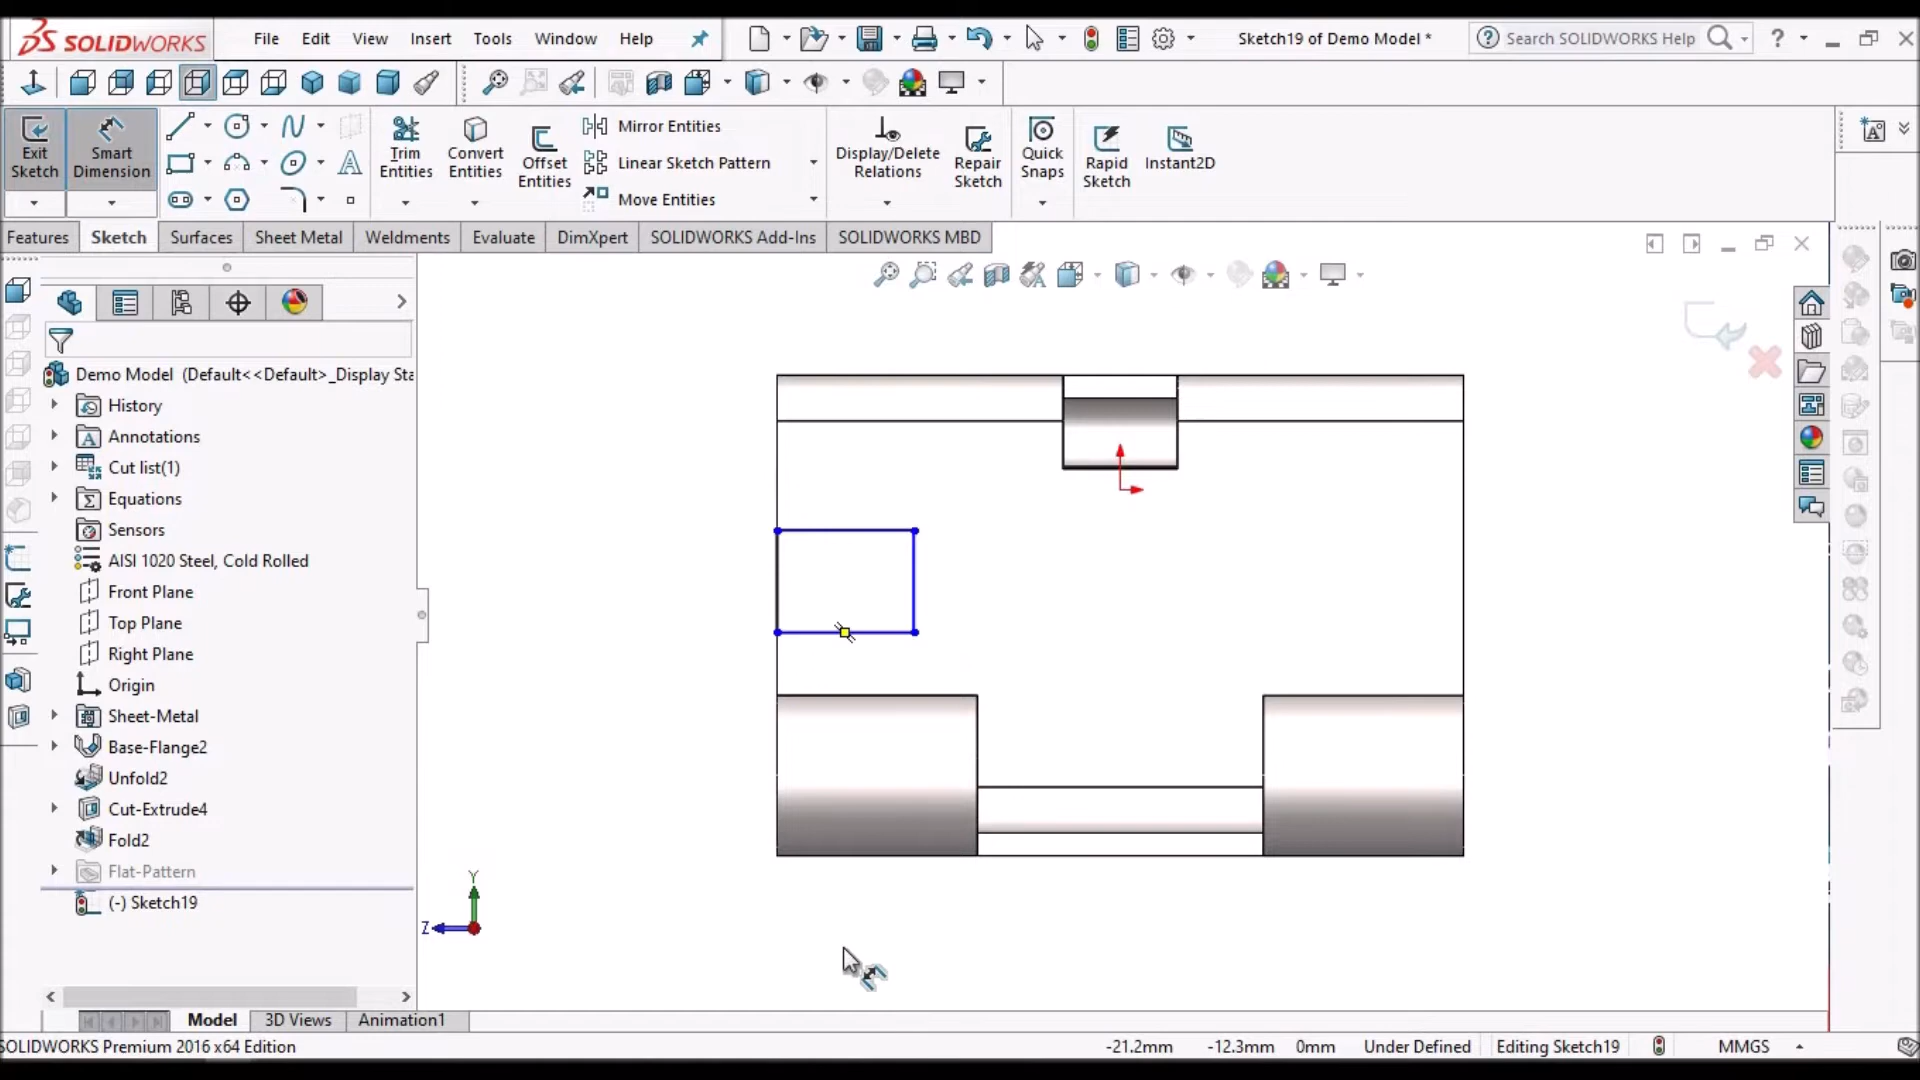 SOLIDWORKS File Edit View Insert Tools Window Help Sketch19 of Demo Model * Search SOLIDWORKS Help
Exit Sketch
Smart Dimension
Trim Entities
Convert Entities
Offset Entities
Mirror Entities
Linear Sketch Pattern
Move Entities
Display/Delete Relations
Repair Sketch
Quick Snaps
Rapid Sketch
Instant2D
Features Sketch Surfaces Sheet Metal Weldments Evaluate DimXpert SOLIDWORKS Add-Ins SOLIDWORKS MBD
Demo Model (Default<<Default>_Display Sta
History
Annotations
Cut list(1)
Equations
Sensors
AISI 1020 Steel, Cold Rolled
Front Plane
Top Plane
Right Plane
Origin
Sheet-Metal
Base-Flange2
Unfold2
Cut-Extrude4
Fold2
Flat-Pattern
(-) Sketch19
Y
Z
Model 3D Views Animation1
SOLIDWORKS Premium 2016 x64 Edition -21.2mm -12.3mm 0mm Under Defined Editing Sketch19 MMGS